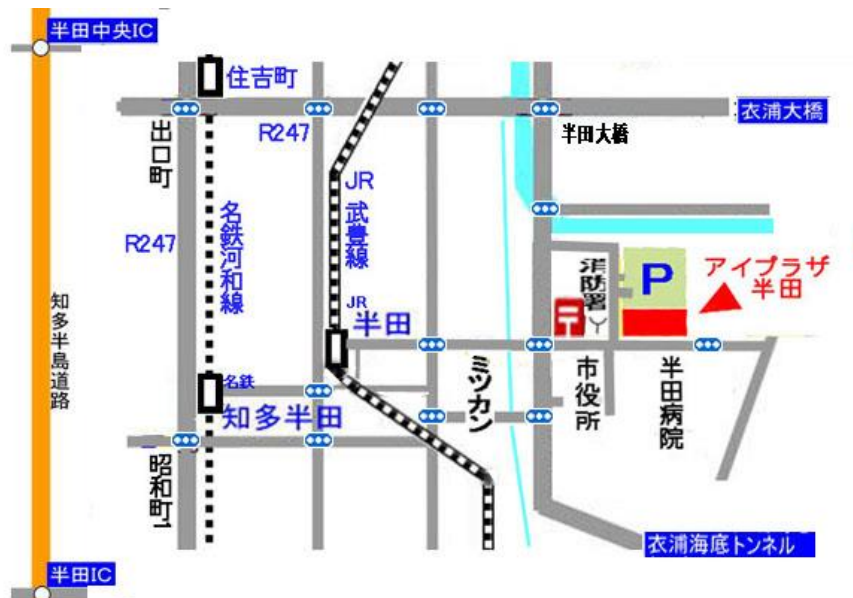 半田中央IC
住吉町
衣浦大橋
出口町
R247
半田大橋
JR
武豊線
R247
名鉄河和線
消防署
P
アイプラザ
半田
知多半島道路
JR
半田
〒
Y
名鉄
知多半田
ミツカン
市役所
半田病院
昭和町1
衣浦海底トンネル
半田IC